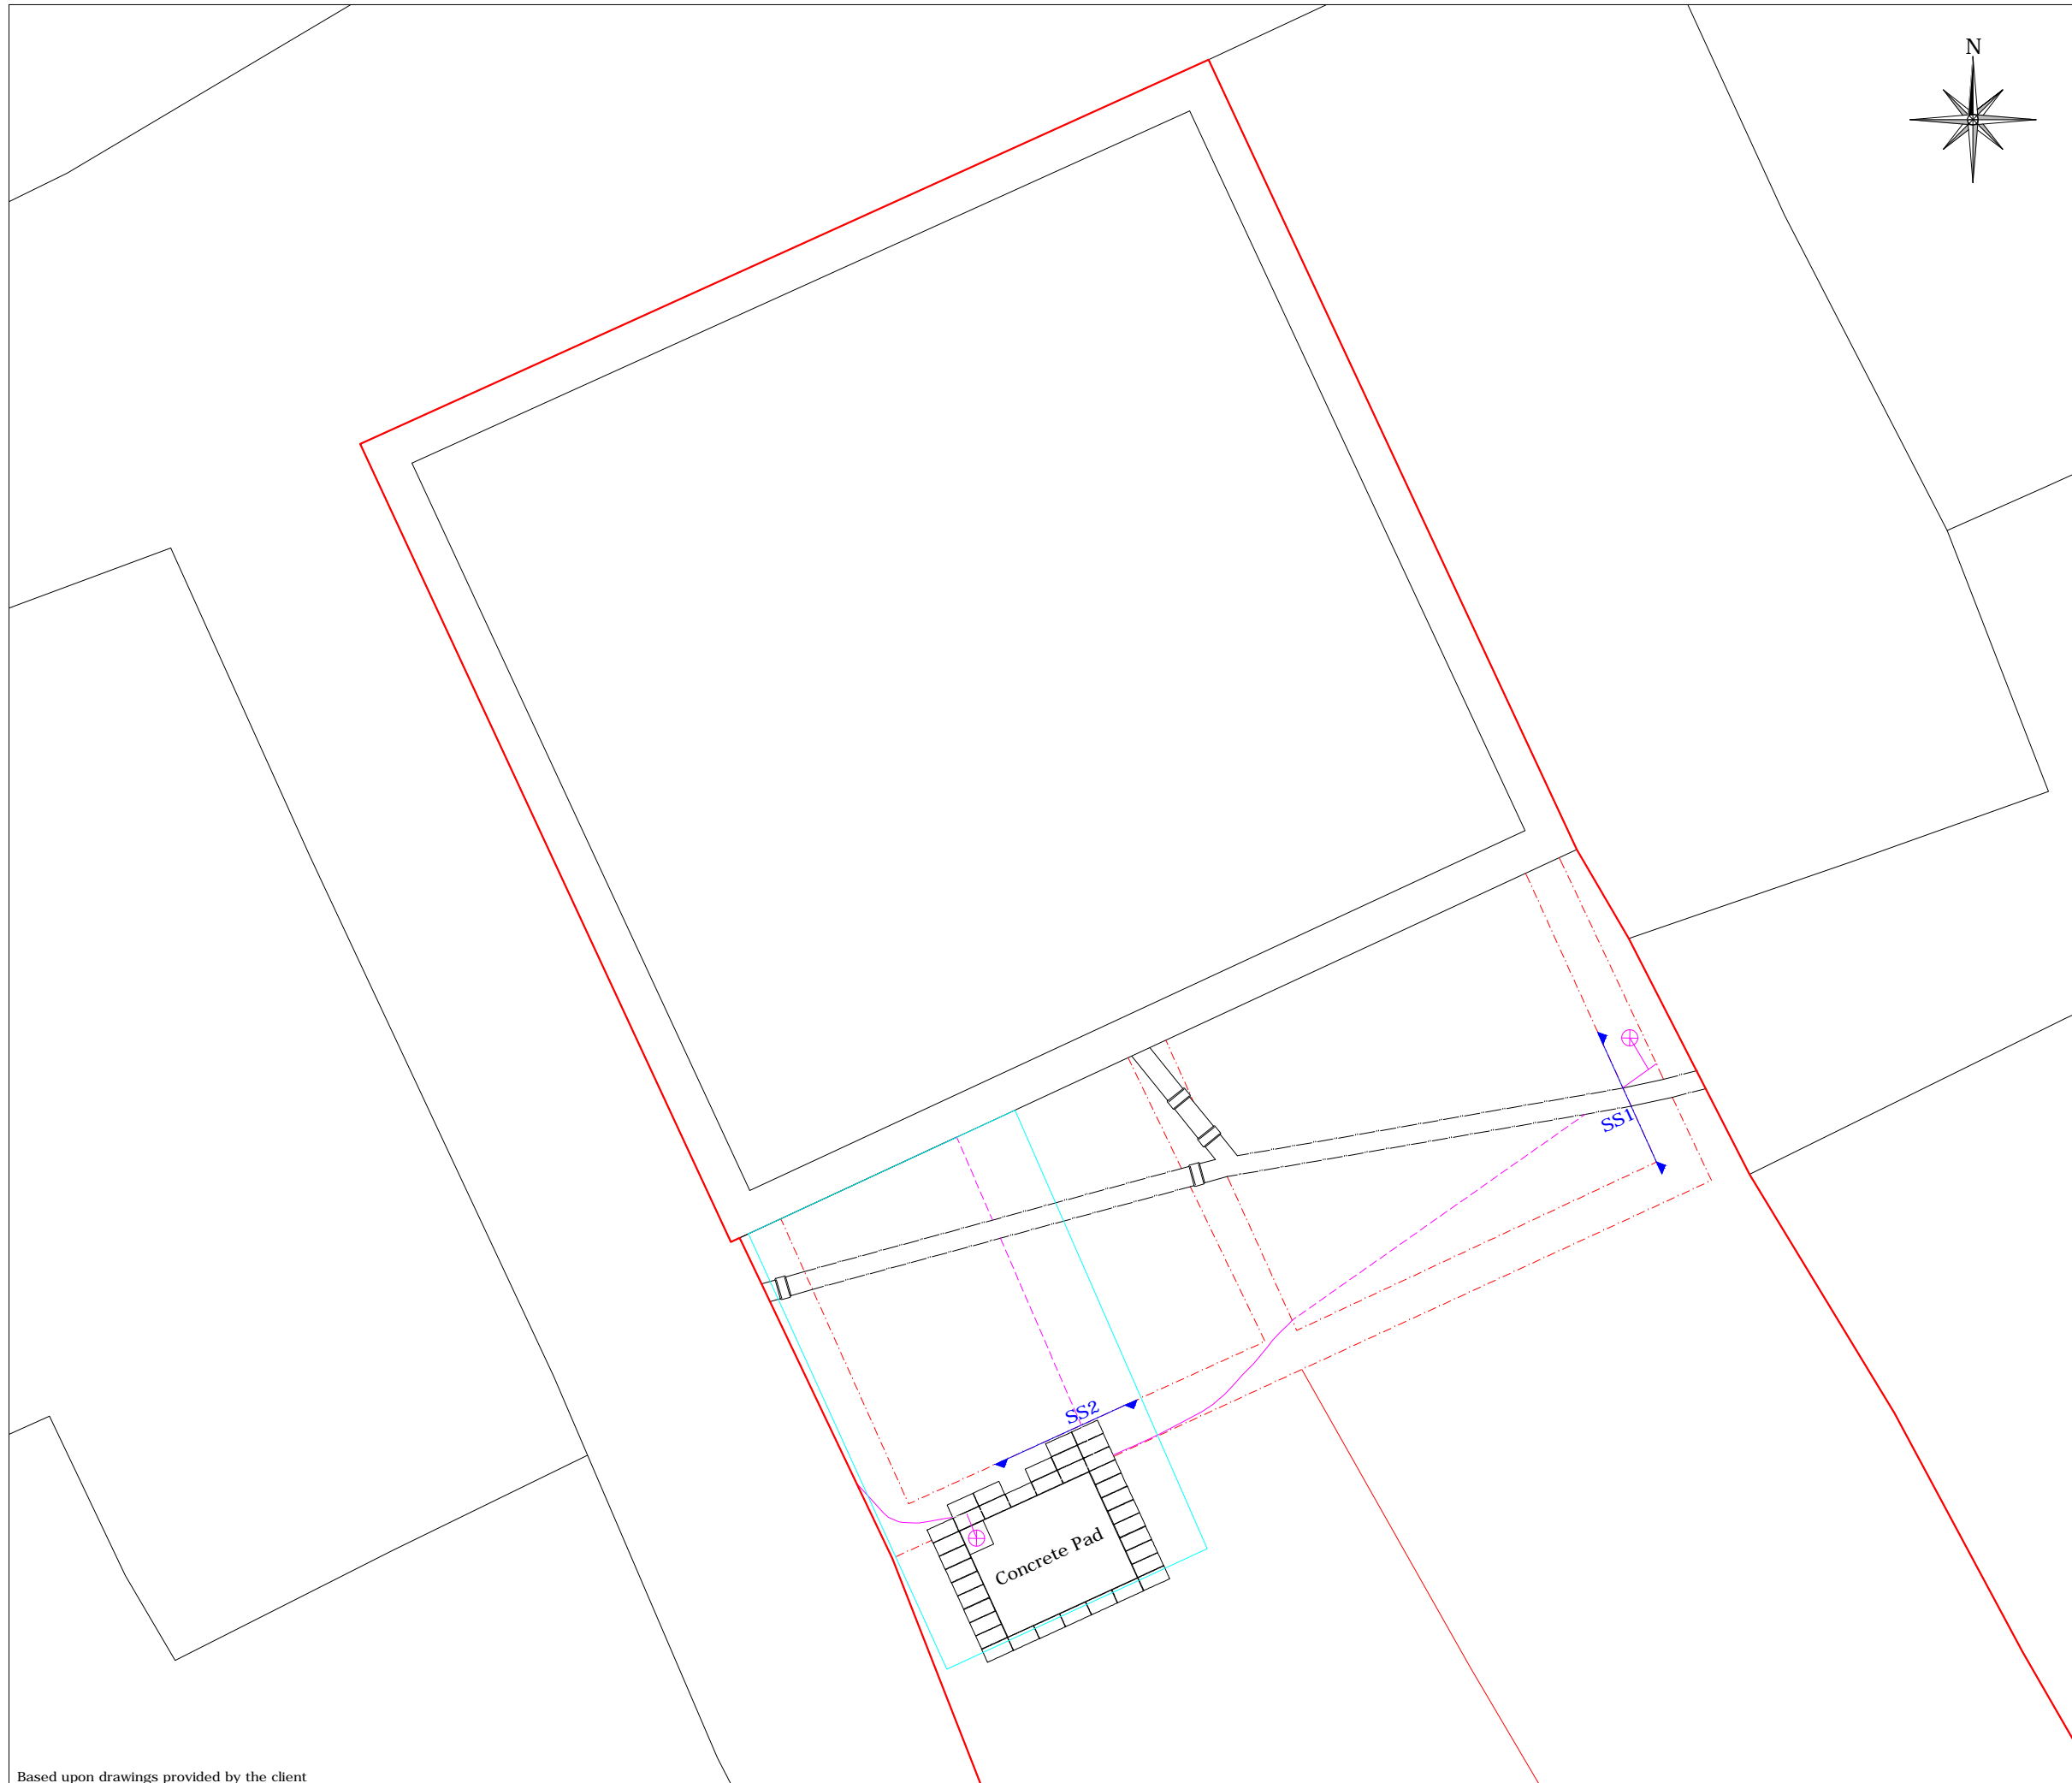 N
SS1
SS2
Concrete Pad
Based upon drawings provided by the client